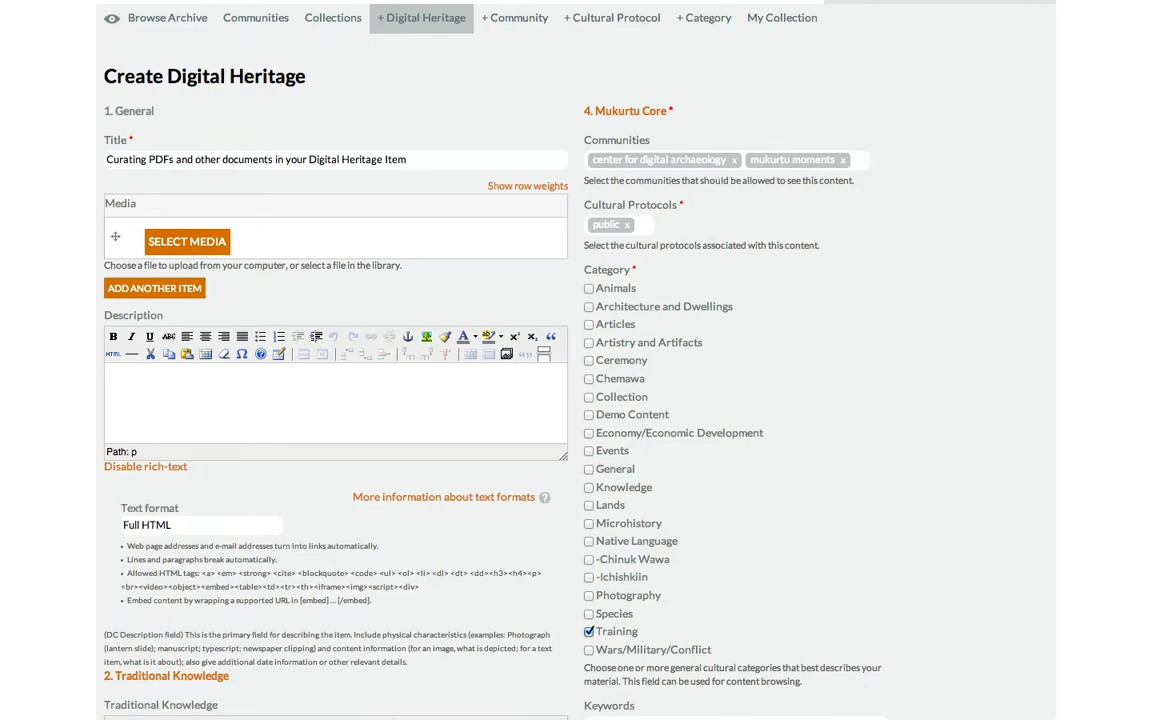 Browse Archive Communities Collections + Digital Heritage + Community + Cultural Protocol + Category My Collection
Create Digital Heritage
1. General
Title *
Curating PDFs and other documents in your Digital Heritage Item
Show row weights
Media
SELECT MEDIA
Choose a file to upload from your computer, or select a file in the library.
ADD ANOTHER ITEM
Description
B I U ABC
HTML
Path: p
Disable rich-text
More information about text formats ?
Text format
Full HTML
• Web page addresses and e-mail addresses turn into links automatically.
• Lines and paragraphs break automatically.
• Allowed HTML tags: <a> <em> <strong> <cite> <blockquote> <code> <ul> <ol> <li> <dl> <dt> <dd><h3><h4><p>
<br><video><object><embed><table><td><tr><th><iframe><img><script><div>
• Embed content by wrapping a supported URL in [embed] ... [/embed].
(DC Description field) This is the primary field for describing the item. Include physical characteristics (examples: Photograph
(lantern slide); manuscript; typescript; newspaper clipping) and content information (for an image, what is depicted; for a text
item, what is it about); also give additional date information or other relevant details.
2. Traditional Knowledge
Traditional Knowledge
4. Mukurtu Core *
Communities
center for digital archaeology x mukurtu moments x
Select the communities that should be allowed to see this content.
Cultural Protocols *
public x
Select the cultural protocols associated with this content.
Category *
Animals
Architecture and Dwellings
Articles
Artistry and Artifacts
Ceremony
Chemawa
Collection
Demo Content
Economy/Economic Development
Events
General
Knowledge
Lands
Microhistory
Native Language
-Chinuk Wawa
-Ichishkiin
Photography
Species
Training
Wars/Military/Conflict
Choose one or more general cultural categories that best describes your
material. This field can be used for content browsing.
Keywords